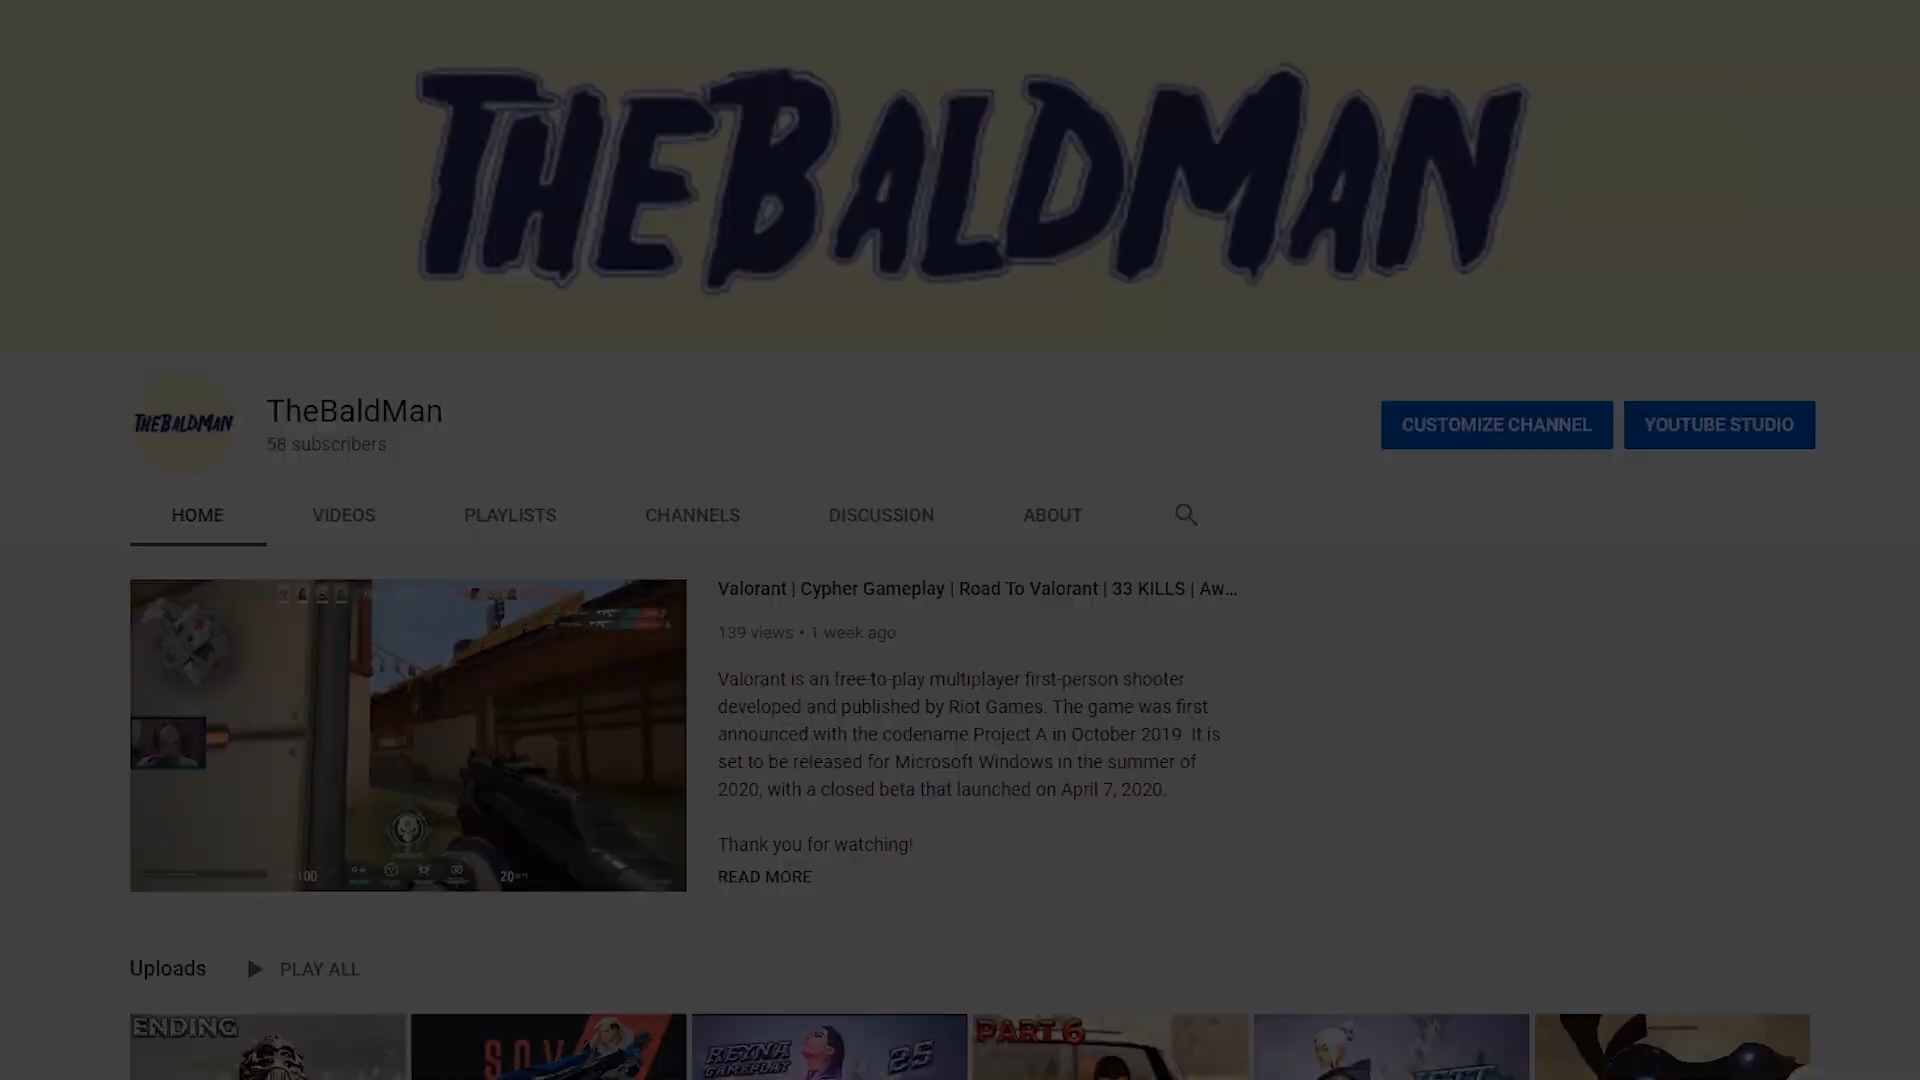 THEBALDMAN
THEBALDMAN
TheBaldMan
58 subscribers
CUSTOMIZE CHANNEL
YOUTUBE STUDIO
HOME
VIDEOS
PLAYLISTS
CHANNELS
DISCUSSION
ABOUT
Valorant | Cypher Gameplay | Road To Valorant | 33 KILLS | Aw...
139 views • 1 week ago
Valorant is an free-to-play multiplayer first-person shooter
developed and published by Riot Games. The game was first
announced with the codename Project A in October 2019. It is
set to be released for Microsoft Windows in the summer of
2020, with a closed beta that launched on April 7, 2020.
Thank you for watching!
READ MORE
100
20
Uploads
PLAY ALL
ENDING
SOV
REYNA
GAMEPLAY
25
PART 6
JETT